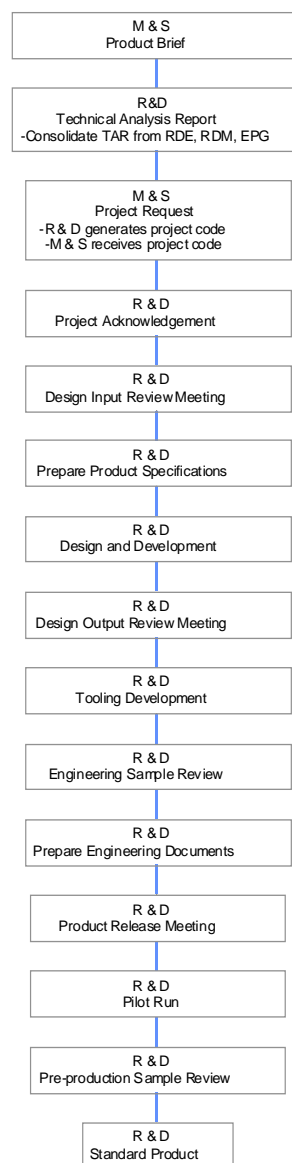 M & S
Product Brief
R&D
Technical Analysis Report
-Consolidate TAR from RDE, RDM, EPG
M & S
Project Request
-R & D generates project code
-M & S receives project code
R & D
Project Acknowledgement
R & D
Design Input Review Meeting
R & D
Prepare Product Specifications
R & D
Design and Development
R & D
Design Output Review Meeting
R & D
Tooling Development
R & D
Engineering Sample Review
R & D
Prepare Engineering Documents
R & D
Product Release Meeting
R & D
Pilot Run
R & D
Pre-production Sample Review
R & D
Standard Product